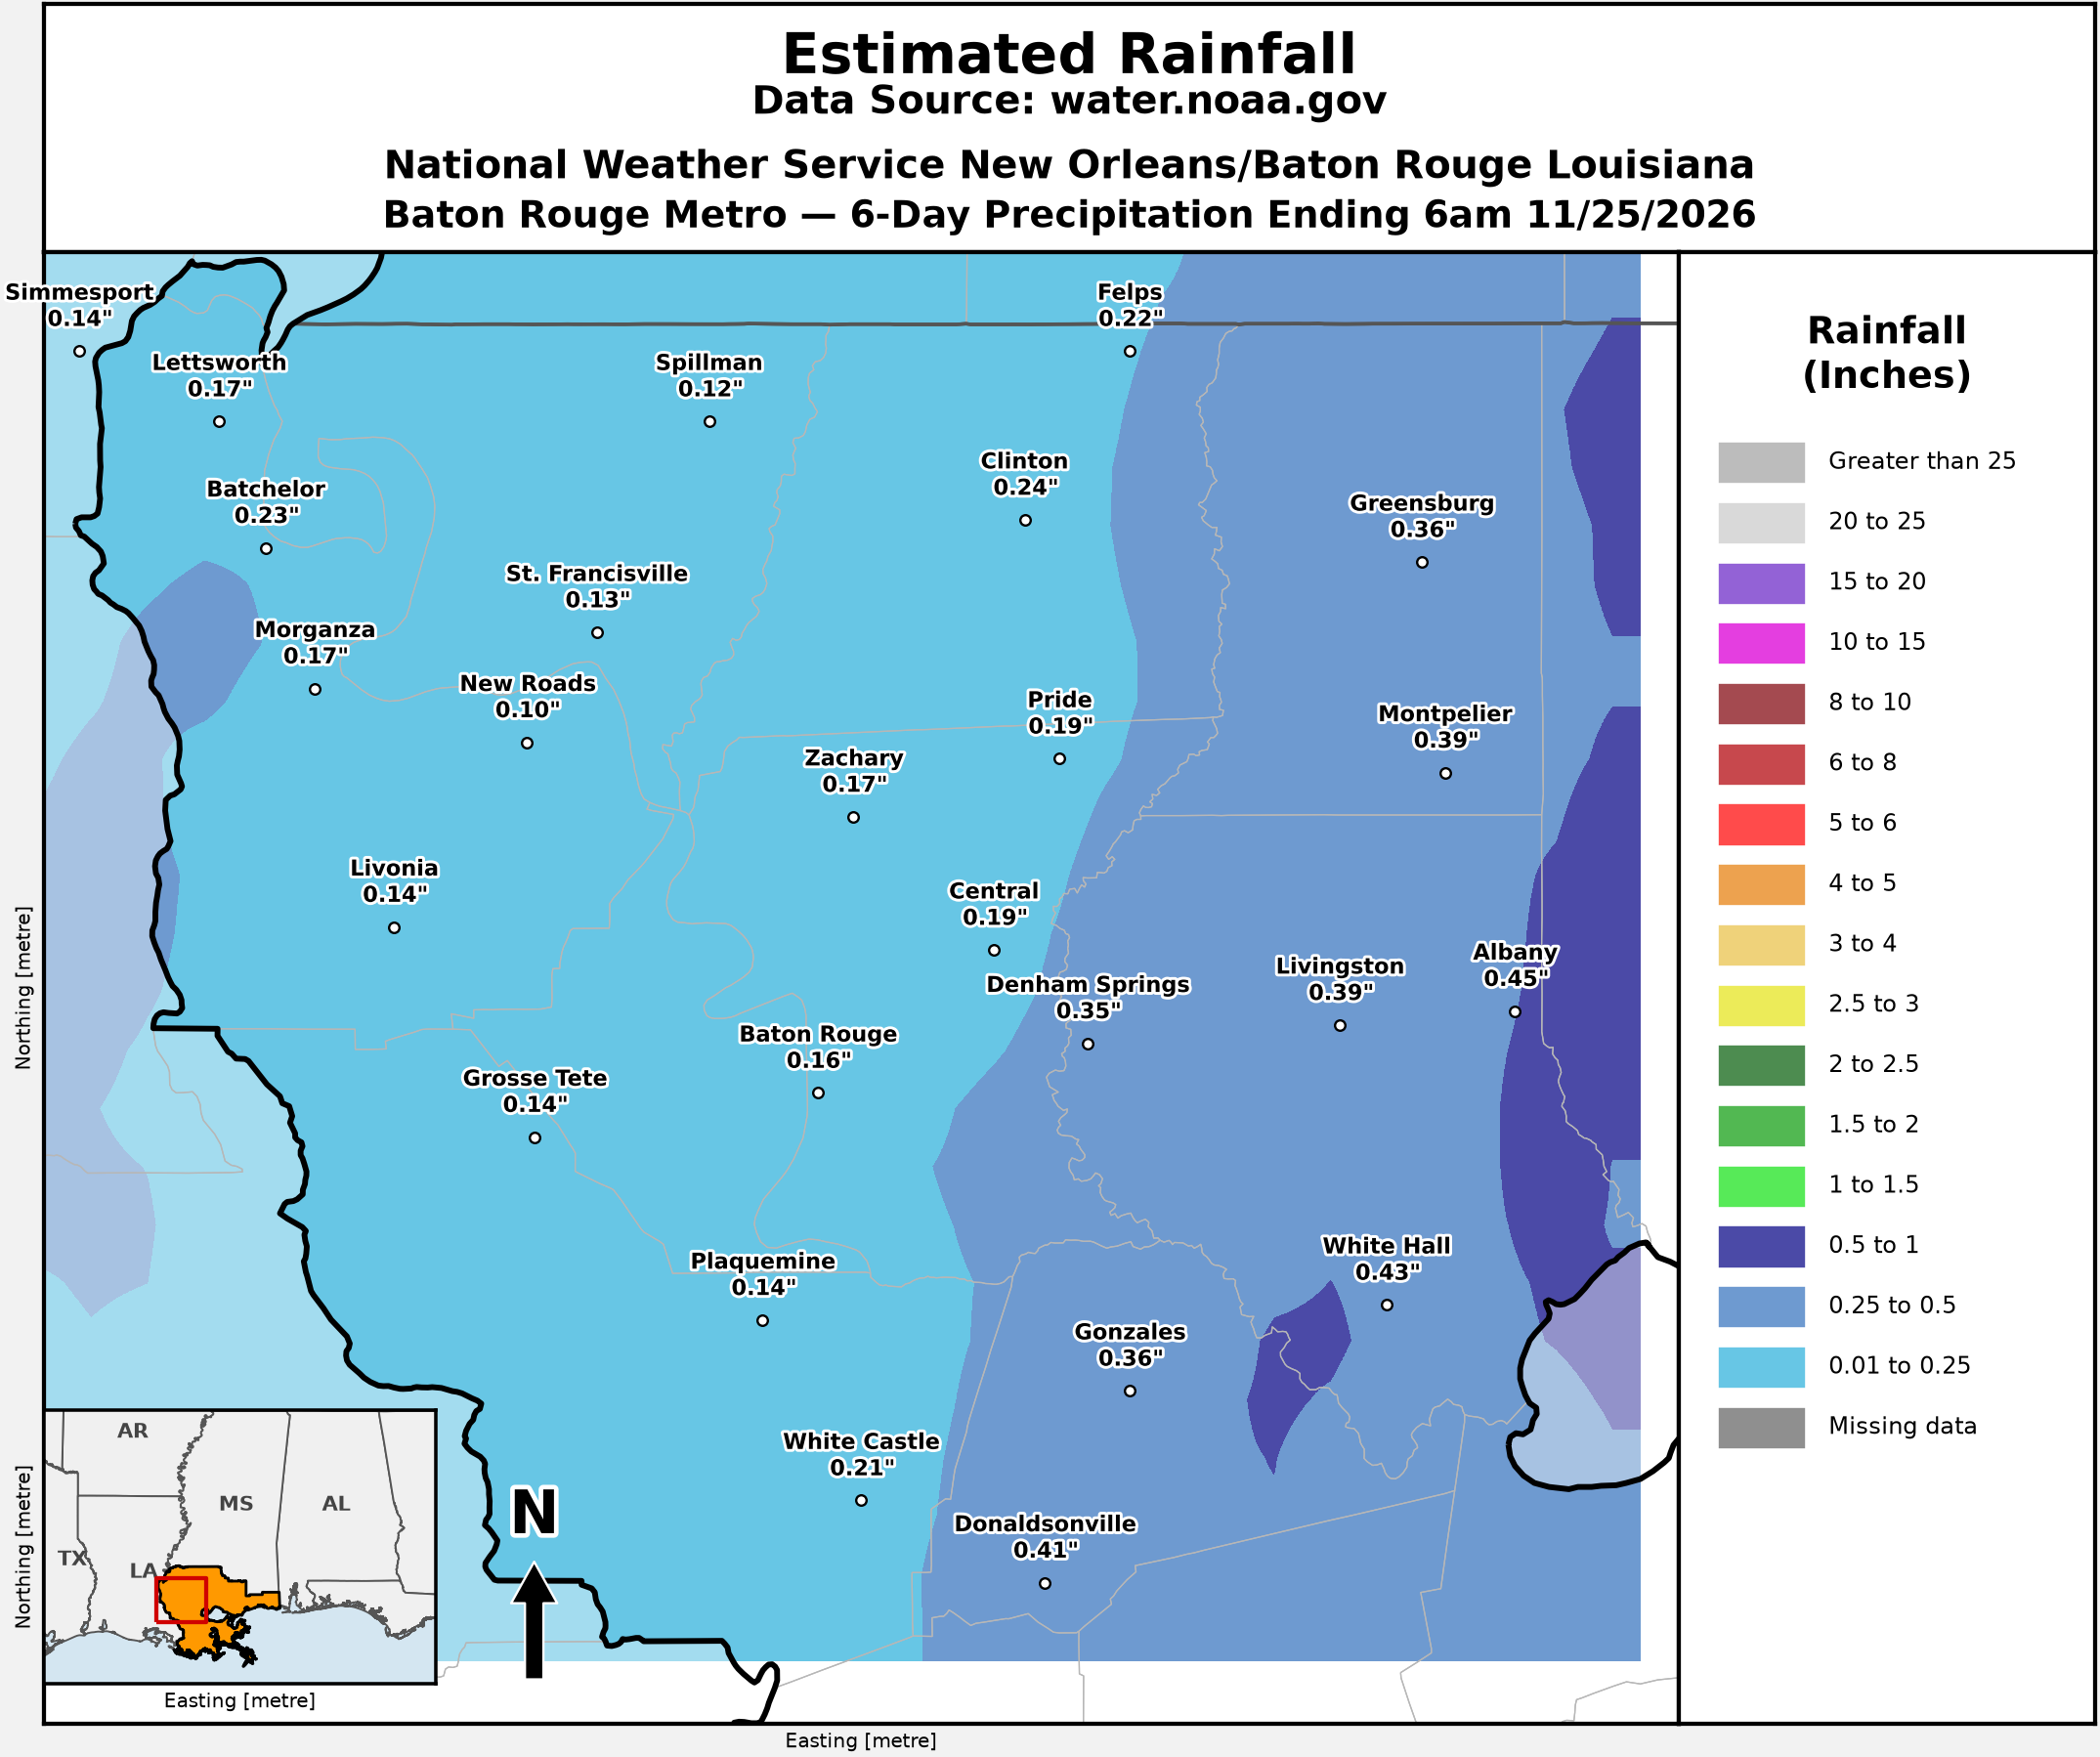 Estimated Rainfall
Data Source: water.noaa.gov
National Weather Service New Orleans/Baton Rouge Louisiana
Baton Rouge Metro — 6-Day Precipitation Ending 6am 11/25/2026
Simmesport
0.14"
Felps
0.22"
Lettsworth
0.17"
Spillman
0.12"
Clinton
0.24"
Batchelor
0.23"
Greensburg
0.36"
St. Francisville
0.13"
Morganza
0.17"
New Roads
0.10"
Pride
0.19"
Montpelier
0.39"
Zachary
0.17"
Livonia
0.14"
Central
0.19"
Albany
0.45"
Livingston
0.39"
Denham Springs
0.35"
Baton Rouge
0.16"
Grosse Tete
0.14"
White Hall
0.43"
Plaquemine
0.14"
Gonzales
0.36"
White Castle
0.21"
Donaldsonville
0.41"
N
AR
MS
AL
TX
LA
Northing [metre]
Northing [metre]
Easting [metre]
Easting [metre]
Rainfall
(Inches)
Greater than 25
20 to 25
15 to 20
10 to 15
8 to 10
6 to 8
5 to 6
4 to 5
3 to 4
2.5 to 3
2 to 2.5
1.5 to 2
1 to 1.5
0.5 to 1
0.25 to 0.5
0.01 to 0.25
Missing data